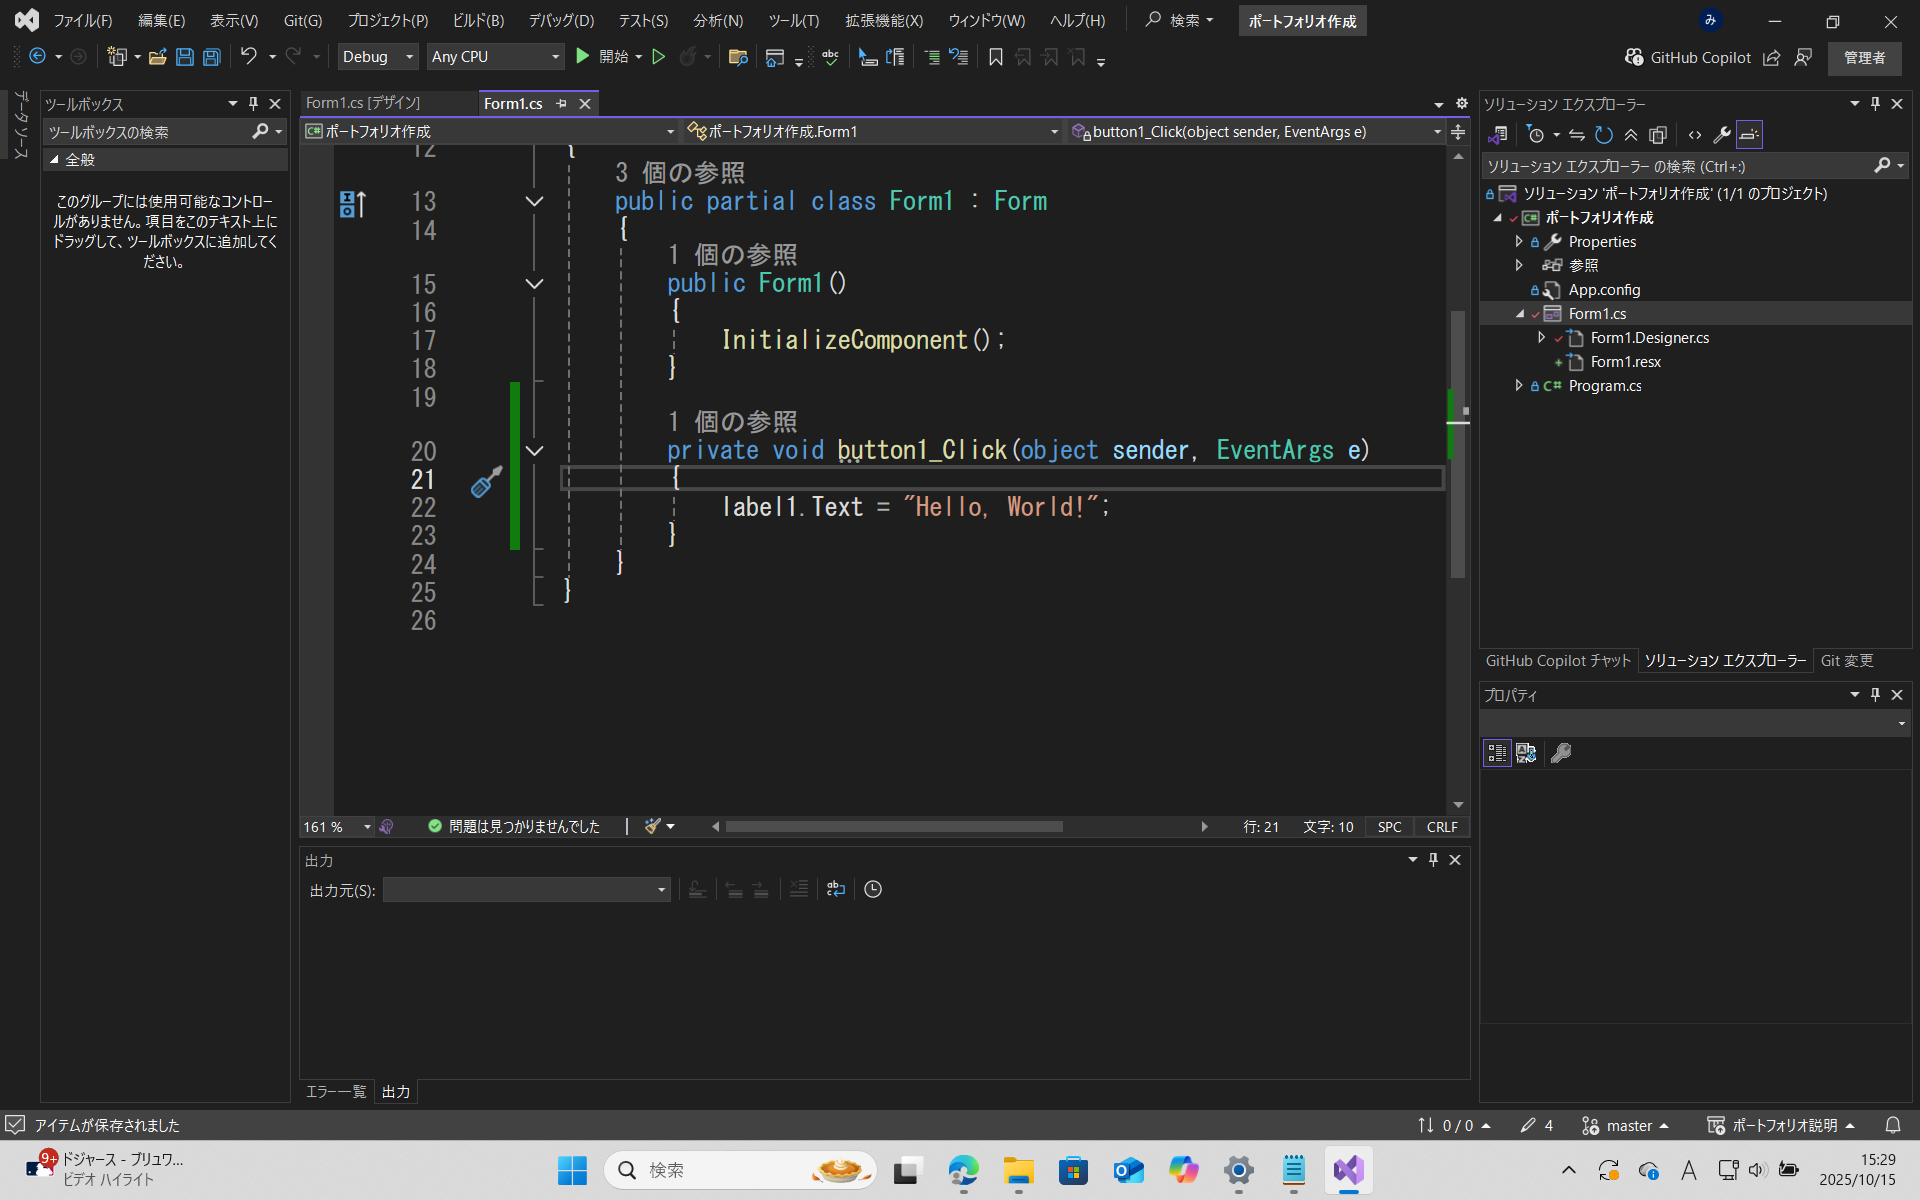 ファイル(F) 編集(E) 表示(V) Git(G) プロジェクト(P) ビルド(B) デバッグ(D) テスト(S) 分析(N) ツール(T) 拡張機能(X) ウィンドウ(W) ヘルプ(H) 検索 ポートフォリオ作成 み
Debug Any CPU 開始 abc GitHub Copilot 管理者
データソース
ツールボックス
ツールボックスの検索
全般
このグループには使用可能なコントロー
ルがありません。項目をこのテキスト上に
ドラッグして、ツールボックスに追加してく
ださい。
Form1.cs [デザイン] Form1.cs
C# ポートフォリオ作成 ポートフォリオ作成.Form1 button1_Click(object sender, EventArgs e)
12 {
3 個の参照
13 public partial class Form1 : Form
14 {
1 個の参照
15 public Form1()
16 {
17 InitializeComponent();
18 }
19
1 個の参照
20 private void button1_Click(object sender, EventArgs e)
21 {
22 label1.Text = "Hello, World!";
23 }
24 }
25 }
26
161 % 問題は見つかりませんでした 行: 21 文字: 10 SPC CRLF
出力
出力元(S):
エラー一覧 出力
ソリューション エクスプローラー
ソリューション エクスプローラー の検索 (Ctrl+:)
ソリューション 'ポートフォリオ作成' (1/1 のプロジェクト)
C# ポートフォリオ作成
Properties
参照
App.config
Form1.cs
Form1.Designer.cs
Form1.resx
C# Program.cs
GitHub Copilot チャット ソリューション エクスプローラー Git 変更
プロパティ
アイテムが保存されました 0 / 0 4 master ポートフォリオ説明
9+ ドジャース - ブリュワ...
ビデオ ハイライト
検索
A
15:29
2025/10/15